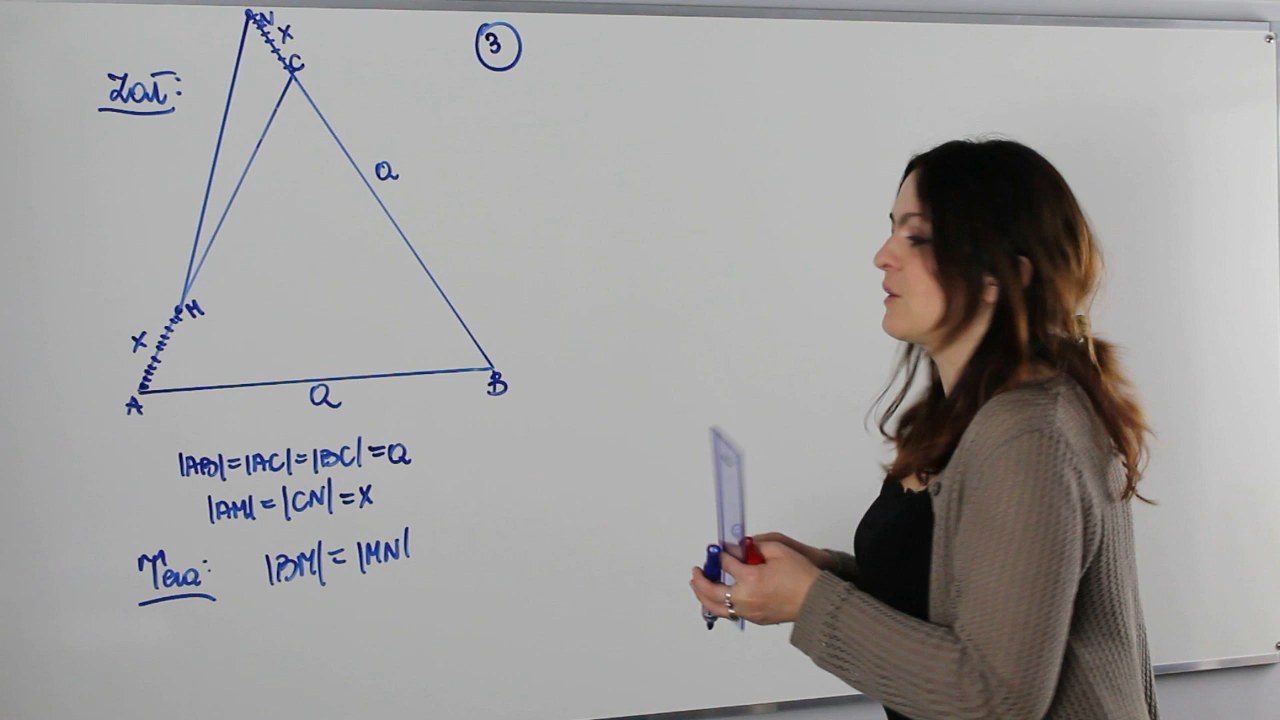 N
x
C
3
Zał:
a
M
x
A
a
B
|AB|=|AC|=|BC|=a
|AM|=|CN|=x
Teza: |BM|=|MN|